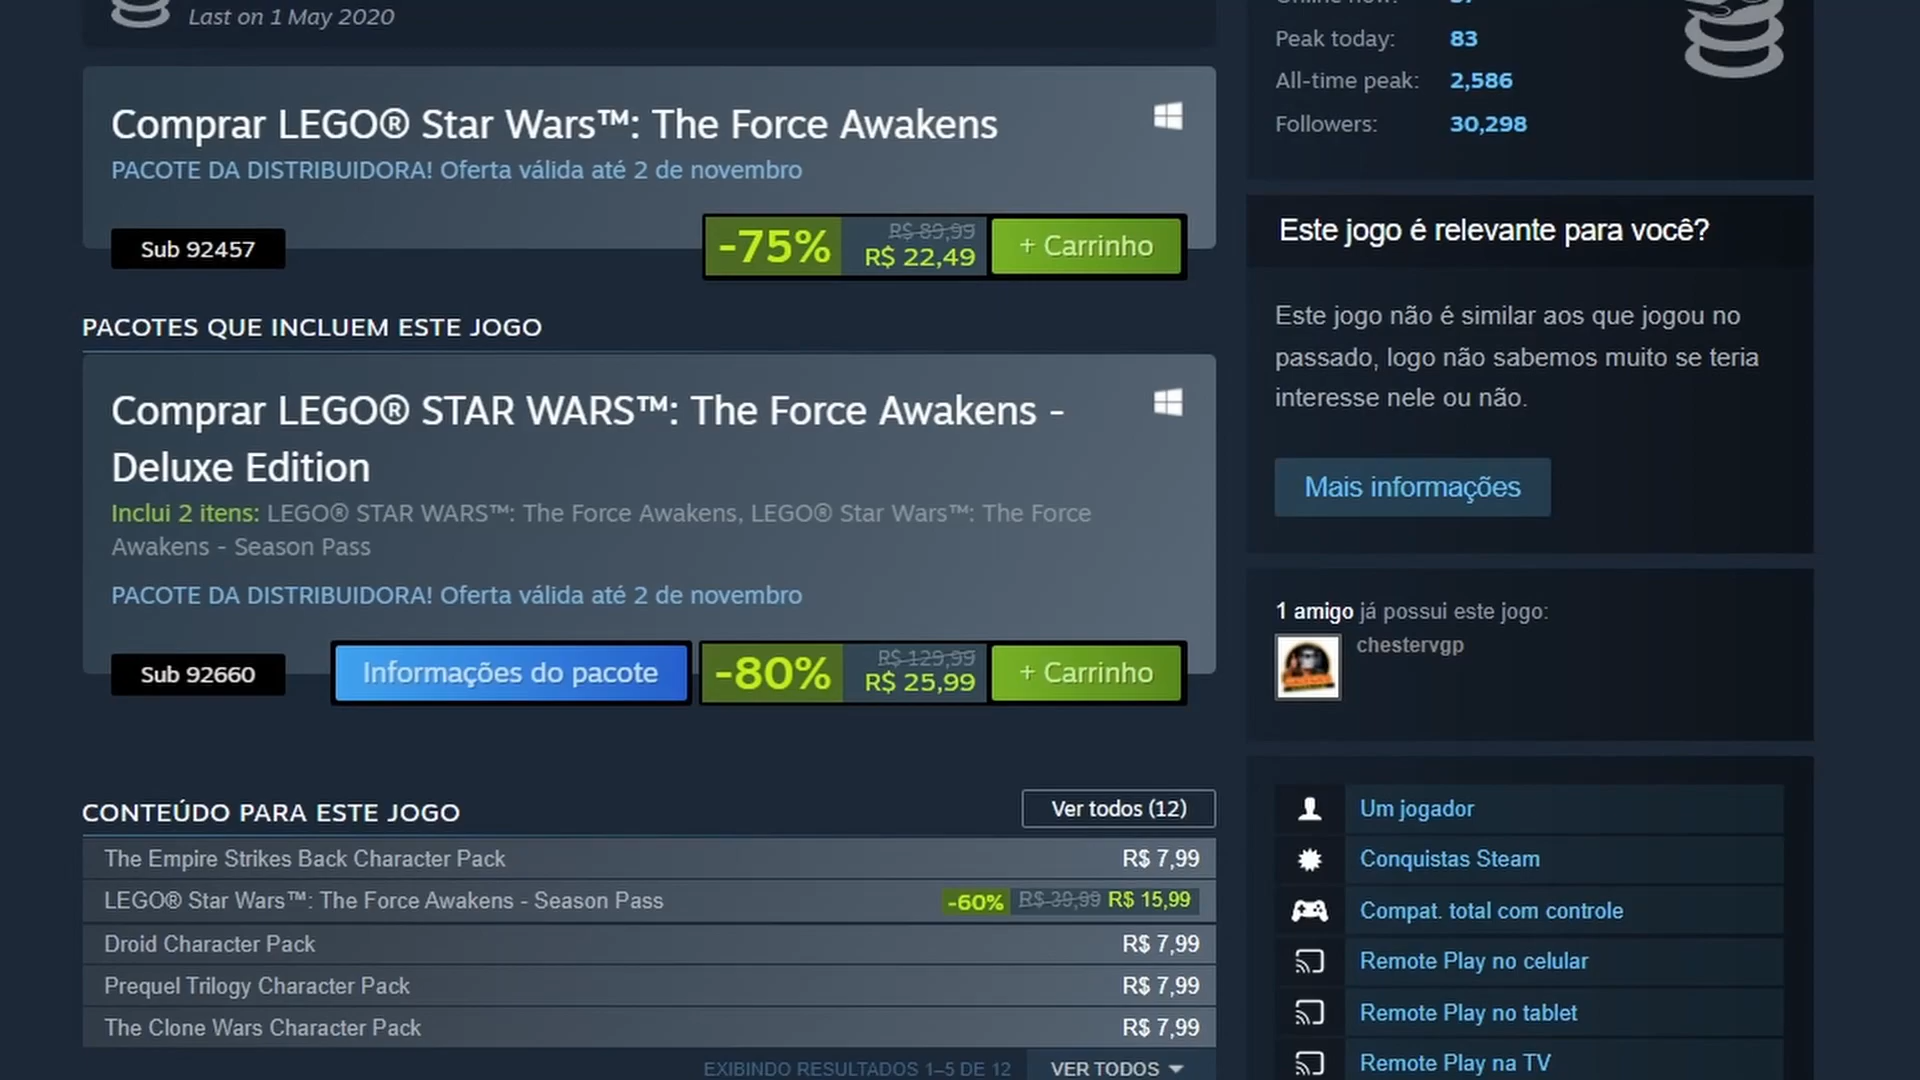 Last on 1 May 2020
Comprar LEGO® Star Wars™: The Force Awakens
PACOTE DA DISTRIBUIDORA! Oferta válida até 2 de novembro
Sub 92457
-75%
R$ 89,99
R$ 22,49
+ Carrinho
PACOTES QUE INCLUEM ESTE JOGO
Comprar LEGO® STAR WARS™: The Force Awakens -
Deluxe Edition
Inclui 2 itens: LEGO® STAR WARS™: The Force Awakens, LEGO® Star Wars™: The Force
Awakens - Season Pass
PACOTE DA DISTRIBUIDORA! Oferta válida até 2 de novembro
Sub 92660
Informações do pacote
-80%
R$ 129,99
R$ 25,99
+ Carrinho
CONTEÚDO PARA ESTE JOGO
Ver todos (12)
The Empire Strikes Back Character Pack R$ 7,99
LEGO® Star Wars™: The Force Awakens - Season Pass -60% R$ 39,99 R$ 15,99
Droid Character Pack R$ 7,99
Prequel Trilogy Character Pack R$ 7,99
The Clone Wars Character Pack R$ 7,99
EXIBINDO RESULTADOS 1–5 DE 12
VER TODOS
Peak today: 83
All-time peak: 2,586
Followers: 30,298
Este jogo é relevante para você?
Este jogo não é similar aos que jogou no
passado, logo não sabemos muito se teria
interesse nele ou não.
Mais informações
1 amigo já possui este jogo:
chestervgp
Um jogador
Conquistas Steam
Compat. total com controle
Remote Play no celular
Remote Play no tablet
Remote Play na TV